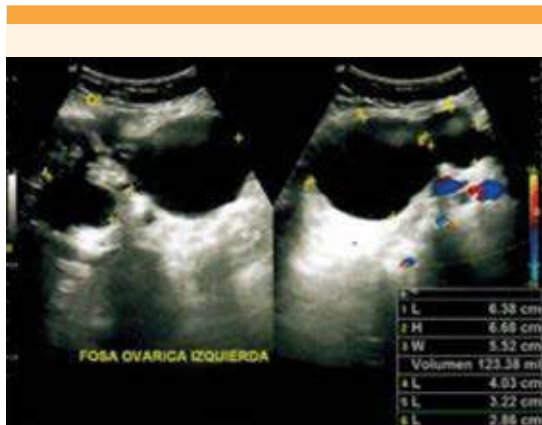 FOSA OVARICA IZQUIERDA
1 L 6.38 cm
2 H 6.68 cm
3 W 5.52 cm
Volumen 123.38 ml
4 L 4.03 cm
5 L 3.22 cm
6 L 2.86 cm